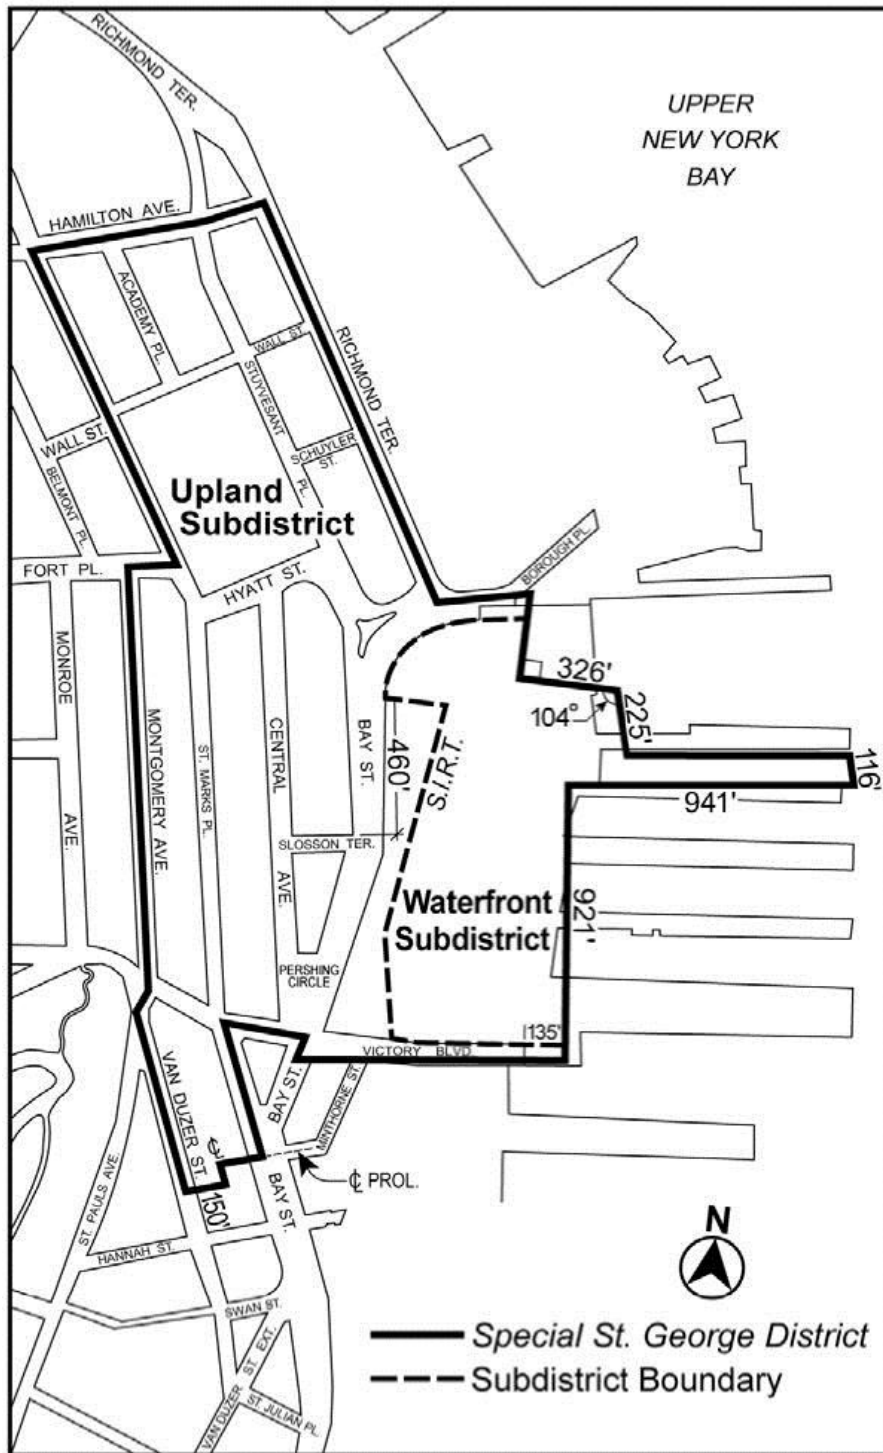 RICHMOND TER.
UPPER
NEW YORK
BAY
HAMILTON AVE.
ACADEMY PL.
WALL ST.
STUYVESANT
PL.
RICHMOND TER.
SCHUYLER
ST.
WALL ST.
BELMONT PL.
Upland
Subdistrict
FORT PL.
HYATT ST.
BOROUGH PL.
MONROE
AVE.
MONTGOMERY AVE.
ST. MARKS PL.
CENTRAL
AVE.
BAY ST.
460'
S.I.R.T.
326'
104°
225'
116'
941'
SLOSSON TER.
Waterfront
Subdistrict
921'
PERSHING
CIRCLE
135'
VICTORY BLVD.
VAN DUZER ST.
BAY ST.
MINTHORNE ST.
℄ PROL.
150'
BAY ST.
ST. PAULS AVE.
HANNAH ST.
SWAN ST.
VAN DUZER ST. EXT.
ST. JULIAN PL.
N
Special St. George District
Subdistrict Boundary